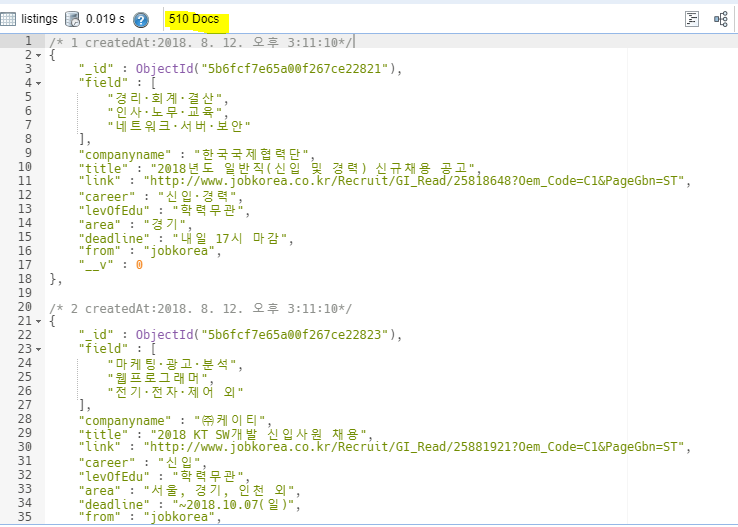 listings 0.019 s 510 Docs
1 /* 1 createdAt:2018. 8. 12. 오후 3:11:10*/
2 {
3 "_id" : ObjectId("5b6fcf7e65a00f267ce22821"),
4 "field" : [
5 "경리·회계·결산",
6 "인사·노무·교육",
7 "네트워크·서버·보안"
8 ],
9 "companyname" : "한국국제협력단",
10 "title" : "2018년도 일반직(신입 및 경력) 신규채용 공고",
11 "link" : "http://www.jobkorea.co.kr/Recruit/GI_Read/25818648?Oem_Code=C1&PageGbn=ST",
12 "career" : "신입·경력",
13 "levOfEdu" : "학력무관",
14 "area" : "경기",
15 "deadline" : "내일 17시 마감",
16 "from" : "jobkorea",
17 "__v" : 0
18 },
19
20 /* 2 createdAt:2018. 8. 12. 오후 3:11:10*/
21 {
22 "_id" : ObjectId("5b6fcf7e65a00f267ce22823"),
23 "field" : [
24 "마케팅·광고·분석",
25 "웹프로그래머",
26 "전기·전자·제어 외"
27 ],
28 "companyname" : "㈜케이티",
29 "title" : "2018 KT SW개발 신입사원 채용",
30 "link" : "http://www.jobkorea.co.kr/Recruit/GI_Read/25881921?Oem_Code=C1&PageGbn=ST",
31 "career" : "신입",
32 "levOfEdu" : "학력무관",
33 "area" : "서울, 경기, 인천 외",
34 "deadline" : "~2018.10.07(일)",
35 "from" : "jobkorea",